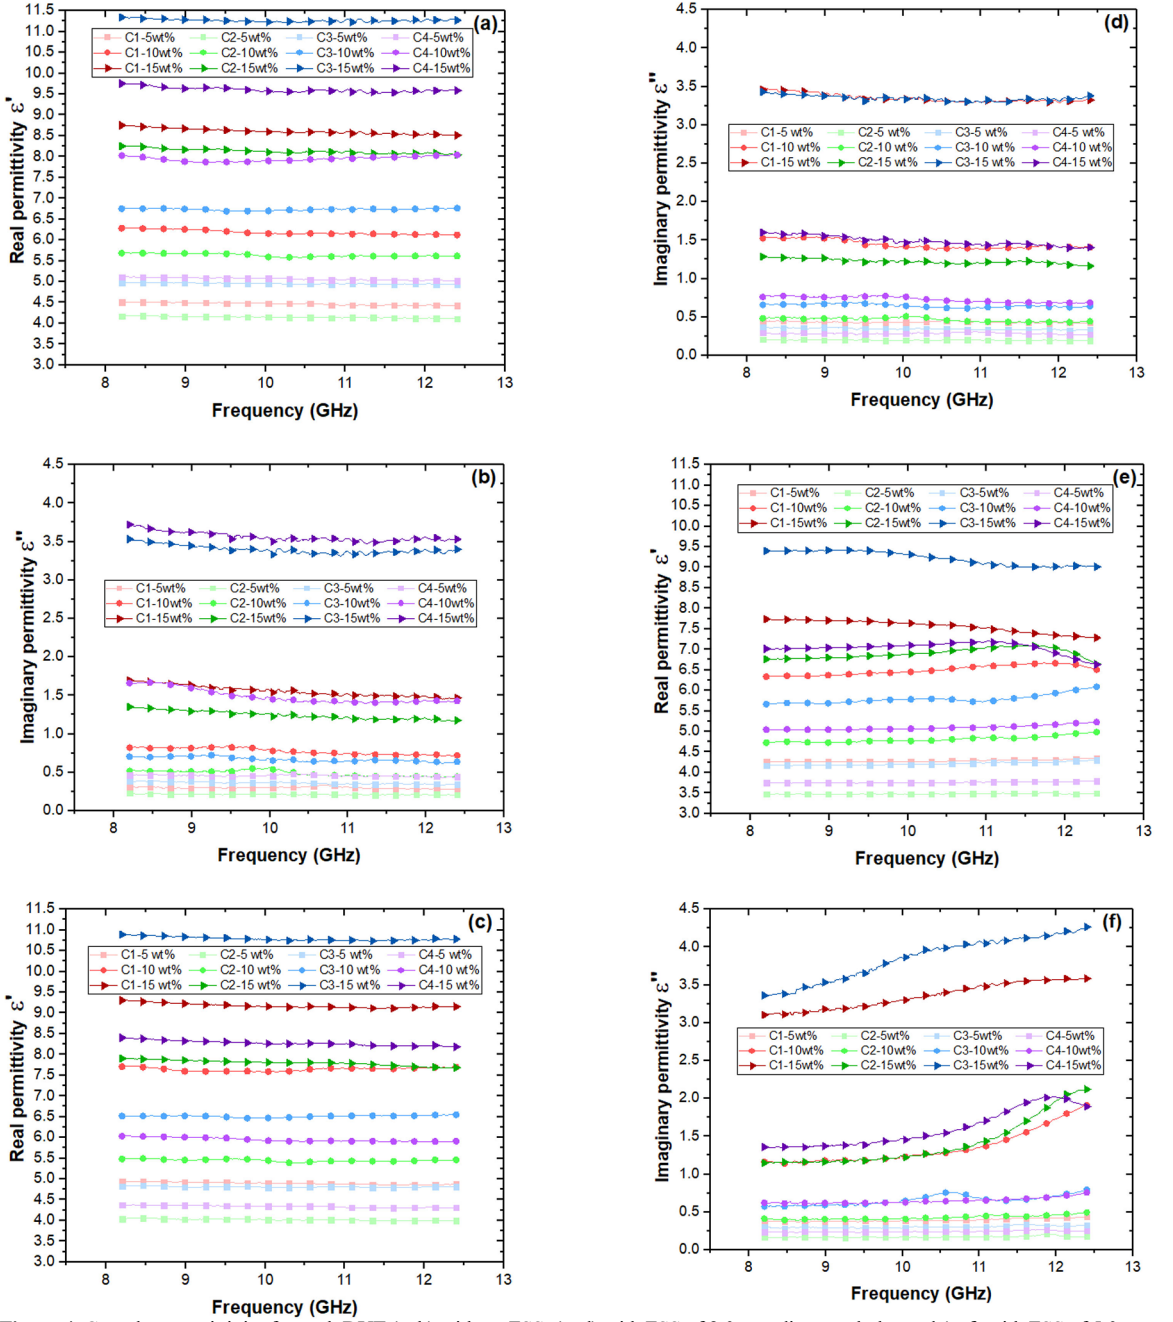 11.5
11.0
10.5
10.0
9.5
9.0
8.5
8.0
7.5
7.0
6.5
6.0
5.5
5.0
4.5
4.0
3.5
3.0
Real permittivity ε'
(a)
C1-5wt% C2-5wt% C3-5wt% C4-5wt%
C1-10wt% C2-10wt% C3-10wt% C4-10wt%
C1-15wt% C2-15wt% C3-15wt% C4-15wt%
8 9 10 11 12 13
Frequency (GHz)
4.5
4.0
3.5
3.0
2.5
2.0
1.5
1.0
0.5
0.0
Imaginary permittivity ε''
(d)
C1-5 wt% C2-5 wt% C3-5 wt% C4-5 wt%
C1-10 wt% C2-10 wt% C3-10 wt% C4-10 wt%
C1-15 wt% C2-15 wt% C3-15 wt% C4-15 wt%
8 9 10 11 12 13
Frequency (GHz)
4.5
4.0
3.5
3.0
2.5
2.0
1.5
1.0
0.5
0.0
Imaginary permittivity ε''
(b)
C1-5wt% C2-5wt% C3-5wt% C4-5wt%
C1-10wt% C2-10wt% C3-10wt% C4-10wt%
C1-15wt% C2-15wt% C3-15wt% C4-15wt%
8 9 10 11 12 13
Frequency (GHz)
11.5
11.0
10.5
10.0
9.5
9.0
8.5
8.0
7.5
7.0
6.5
6.0
5.5
5.0
4.5
4.0
3.5
3.0
Real permittivity ε'
(e)
C1-5wt% C2-5wt% C3-5wt% C4-5wt%
C1-10wt% C2-10wt% C3-10wt% C4-10wt%
C1-15wt% C2-15wt% C3-15wt% C4-15wt%
8 9 10 11 12 13
Frequency (GHz)
11.5
11.0
10.5
10.0
9.5
9.0
8.5
8.0
7.5
7.0
6.5
6.0
5.5
5.0
4.5
4.0
3.5
3.0
Real permittivity ε'
(c)
C1-5 wt% C2-5 wt% C3-5 wt% C4-5 wt%
C1-10 wt% C2-10 wt% C3-10 wt% C4-10 wt%
C1-15 wt% C2-15 wt% C3-15 wt% C4-15 wt%
8 9 10 11 12 13
Frequency (GHz)
4.5
4.0
3.5
3.0
2.5
2.0
1.5
1.0
0.5
0.0
Imaginary permittivity ε''
(f)
C1-5wt% C2-5wt% C3-5wt% C4-5wt%
C1-10wt% C2-10wt% C3-10wt% C4-10wt%
C1-15wt% C2-15wt% C3-15wt% C4-15wt%
8 9 10 11 12 13
Frequency (GHz)